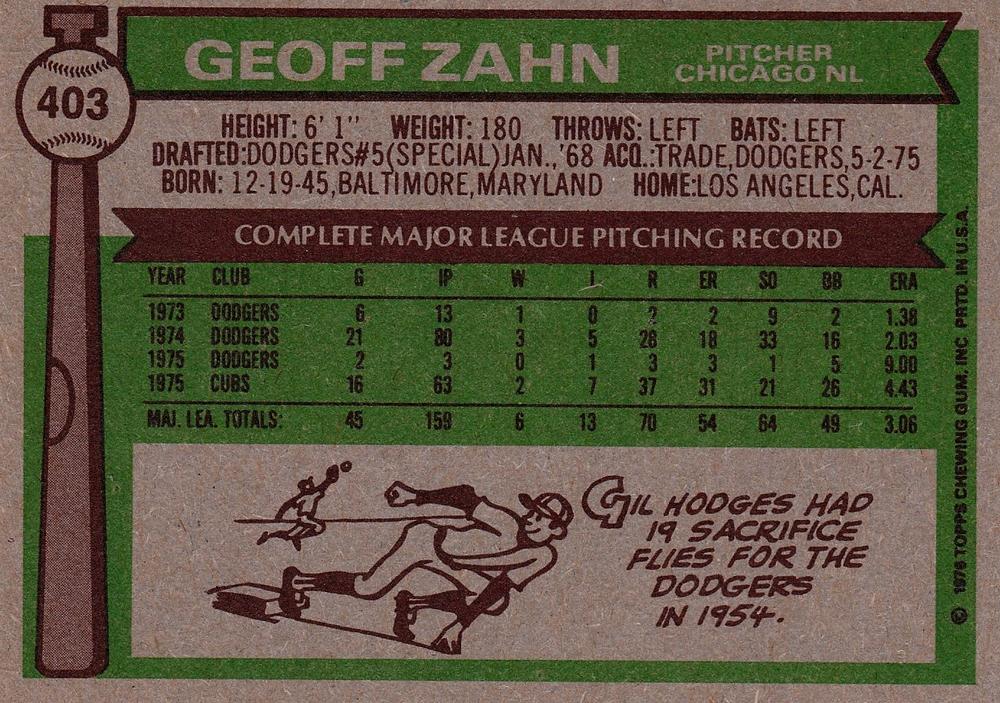 403
GEOFF ZAHN
PITCHER
CHICAGO NL
HEIGHT: 6' 1'' WEIGHT: 180 THROWS: LEFT BATS: LEFT
DRAFTED:DODGERS#5(SPECIAL)JAN.,'68 ACQ.:TRADE,DODGERS,5-2-75
BORN: 12-19-45,BALTIMORE,MARYLAND HOME:LOS ANGELES,CAL.
COMPLETE MAJOR LEAGUE PITCHING RECORD
YEAR CLUB G IP W L R ER SO BB ERA
1973 DODGERS 6 13 1 0 2 2 9 2 1.38
1974 DODGERS 21 80 3 5 28 18 33 16 2.03
1975 DODGERS 2 3 0 1 3 3 1 5 9.00
1975 CUBS 16 63 2 7 37 31 21 26 4.43
MAJ. LEA. TOTALS: 45 159 6 13 70 54 64 49 3.06
GIL HODGES HAD
19 SACRIFICE
FLIES FOR THE
DODGERS
IN 1954.
© 1976 TOPPS CHEWING GUM, INC PRTD. IN U.S.A.